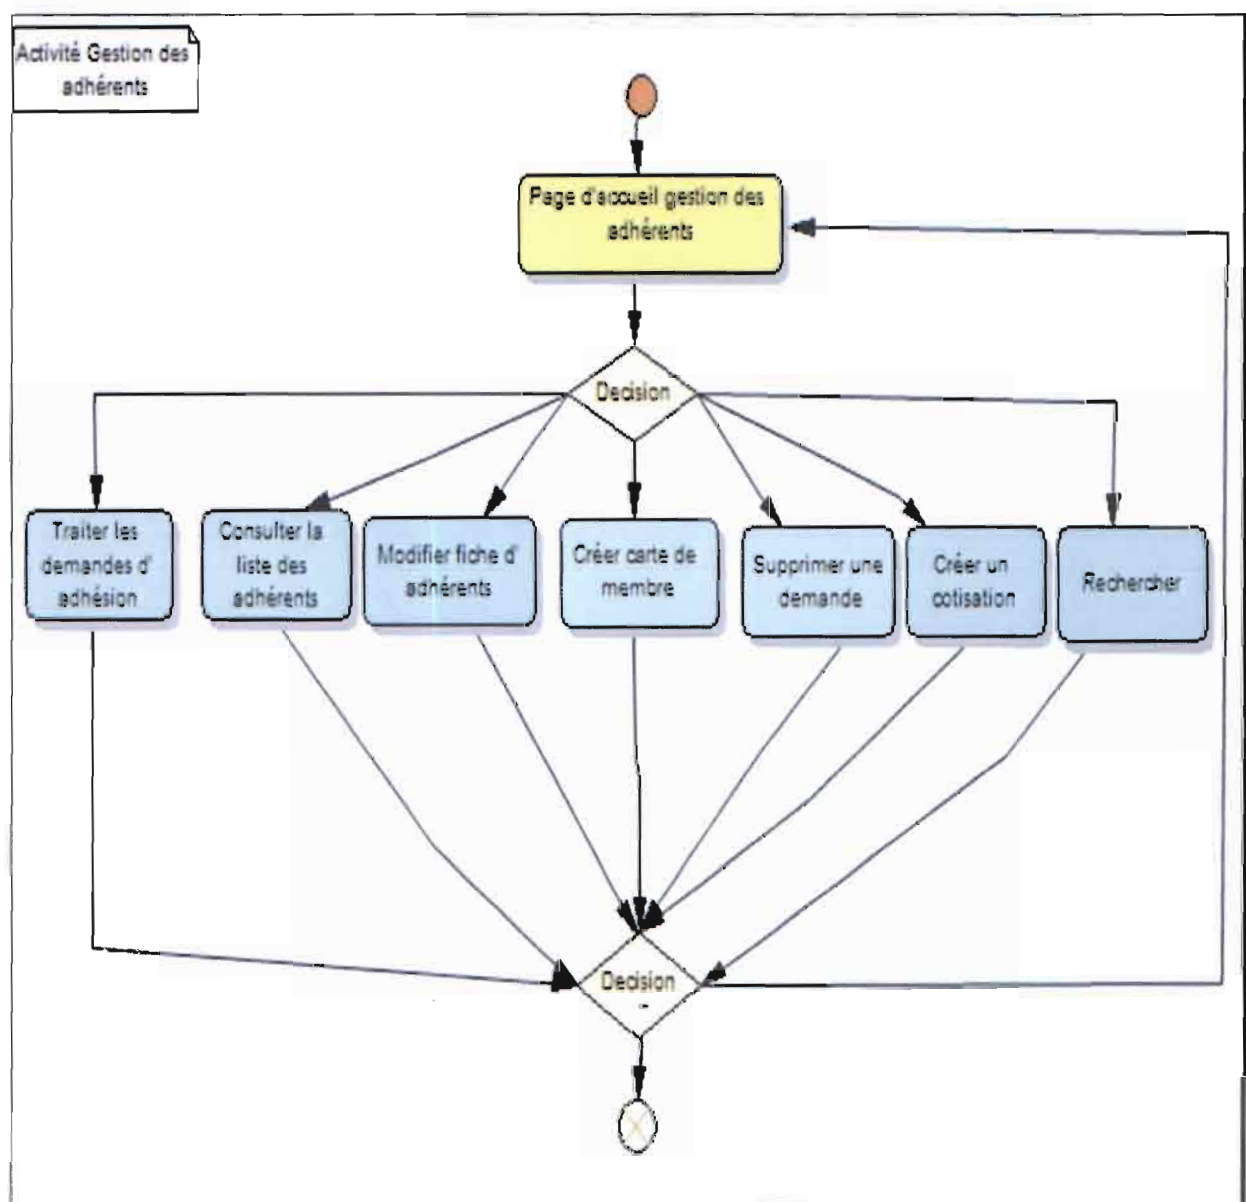 Activité Gestion des
adhérents
Page d'accueil gestion des
adhérents
Decision
Traiter les
demandes d'
adhésion
Consulter la
liste des
adhérents
Modifier fiche d'
adhérents
Créer carte de
membre
Supprimer une
demande
Créer un
cotisation
Rechercher
Decision